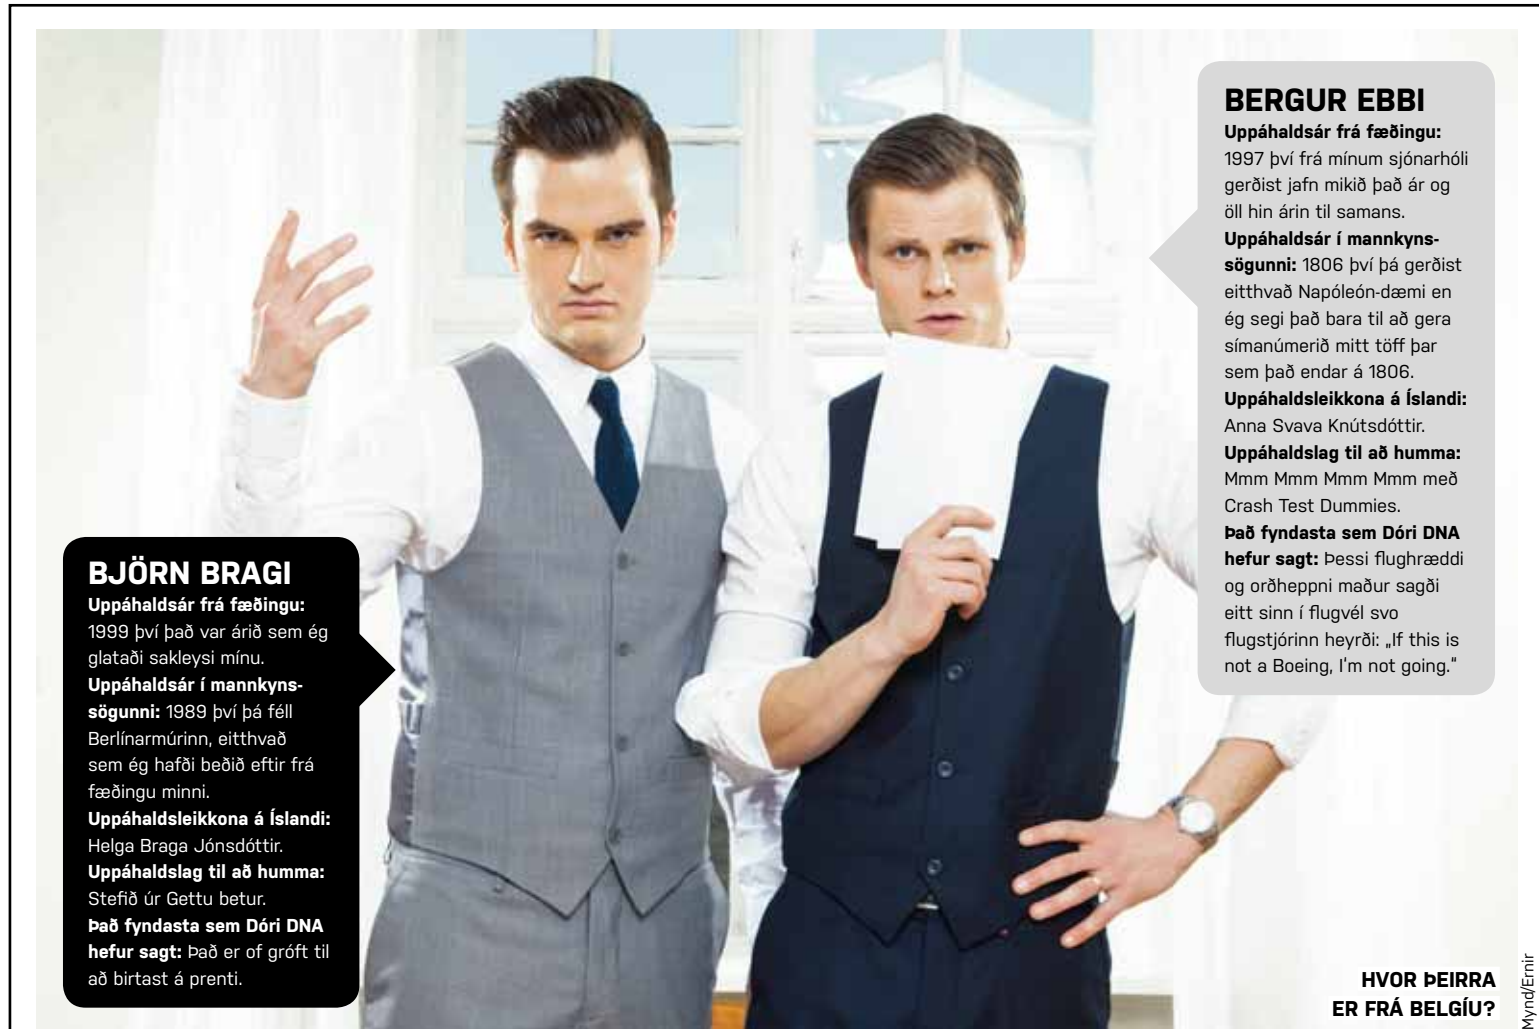 BJÖRN BRAGI
Uppáhaldsár frá fæðingu:
1999 því það var árið sem ég
glataði sakleysi mínu.
Uppáhaldsár í mannkyns-
sögunni: 1989 því þá féll
Berlínarmúrinn, eitthvað
sem ég hafði beðið eftir frá
fæðingu minni.
Uppáhaldsleikkona á Íslandi:
Helga Braga Jónsdóttir.
Uppáhaldslag til að humma:
Stefið úr Gettu betur.
Það fyndasta sem Dóri DNA
hefur sagt: Það er of gróft til
að birtast á prenti.
BERGUR EBBI
Uppáhaldsár frá fæðingu:
1997 því frá mínum sjónarhóli
gerðist jafn mikið það ár og
öll hin árin til samans.
Uppáhaldsár í mannkyns-
sögunni: 1806 því þá gerðist
eitthvað Napóleón-dæmi en
ég segi það bara til að gera
símanúmerið mitt töff þar
sem það endar á 1806.
Uppáhaldsleikkona á Íslandi:
Anna Svava Knútsdóttir.
Uppáhaldslag til að humma:
Mmm Mmm Mmm Mmm með
Crash Test Dummies.
Það fyndasta sem Dóri DNA
hefur sagt: Þessi flughræddi
og orðheppni maður sagði
eitt sinn í flugvél svo
flugstjórinn heyrði: „If this is
not a Boeing, I'm not going."
HVOR ÞEIRRA
ER FRÁ BELGÍU?
Mynd/Ernir